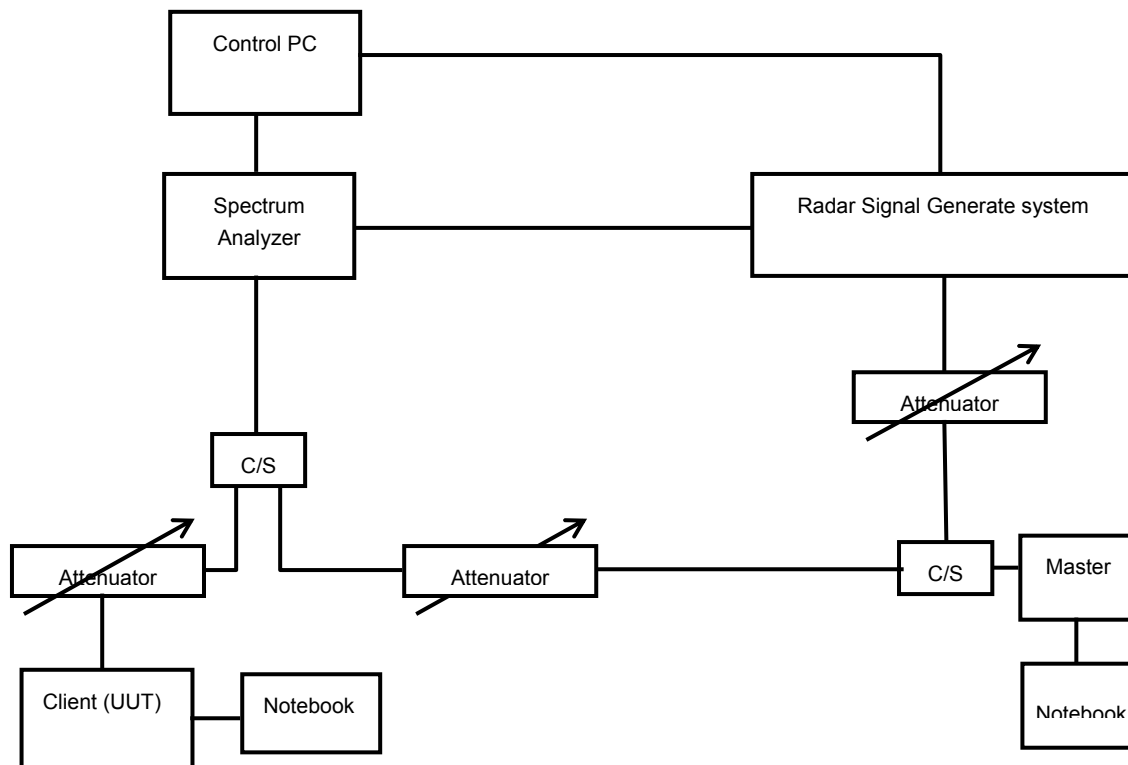 Control PC
Spectrum
Analyzer
Radar Signal Generate system
Attenuator
C/S
Attenuator
Attenuator
C/S
Master
Client (UUT)
Notebook
Notebook